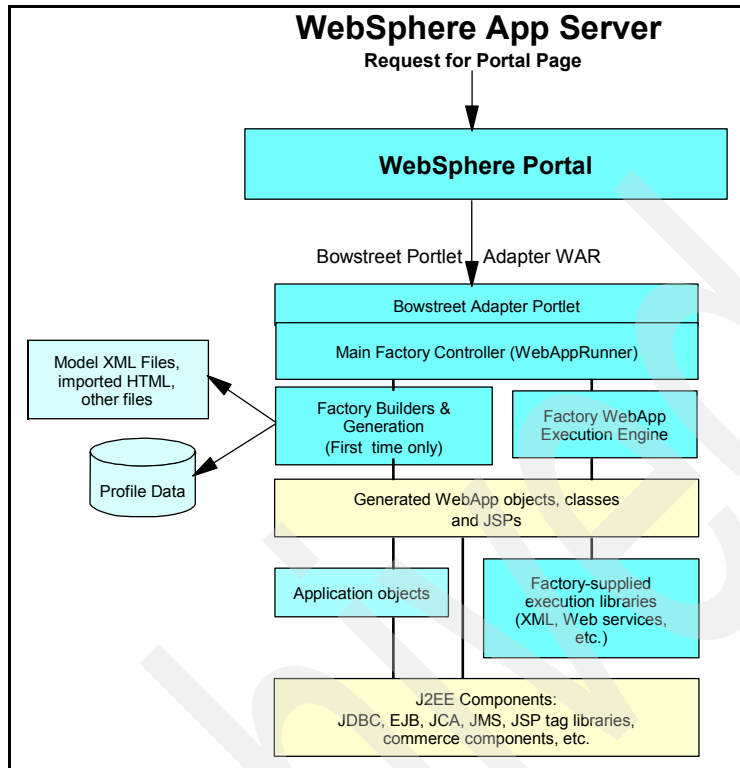 WebSphere App Server
Request for Portal Page
WebSphere Portal
Bowstreet Portlet Adapter WAR
Bowstreet Adapter Portlet
Main Factory Controller (WebAppRunner)
Model XML Files,
imported HTML,
other files
Factory Builders &
Generation
(First time only)
Factory WebApp
Execution Engine
Profile Data
Generated WebApp objects, classes
and JSPs
Application objects
Factory-supplied
execution libraries
(XML, Web services,
etc.)
J2EE Components:
JDBC, EJB, JCA, JMS, JSP tag libraries,
commerce components, etc.